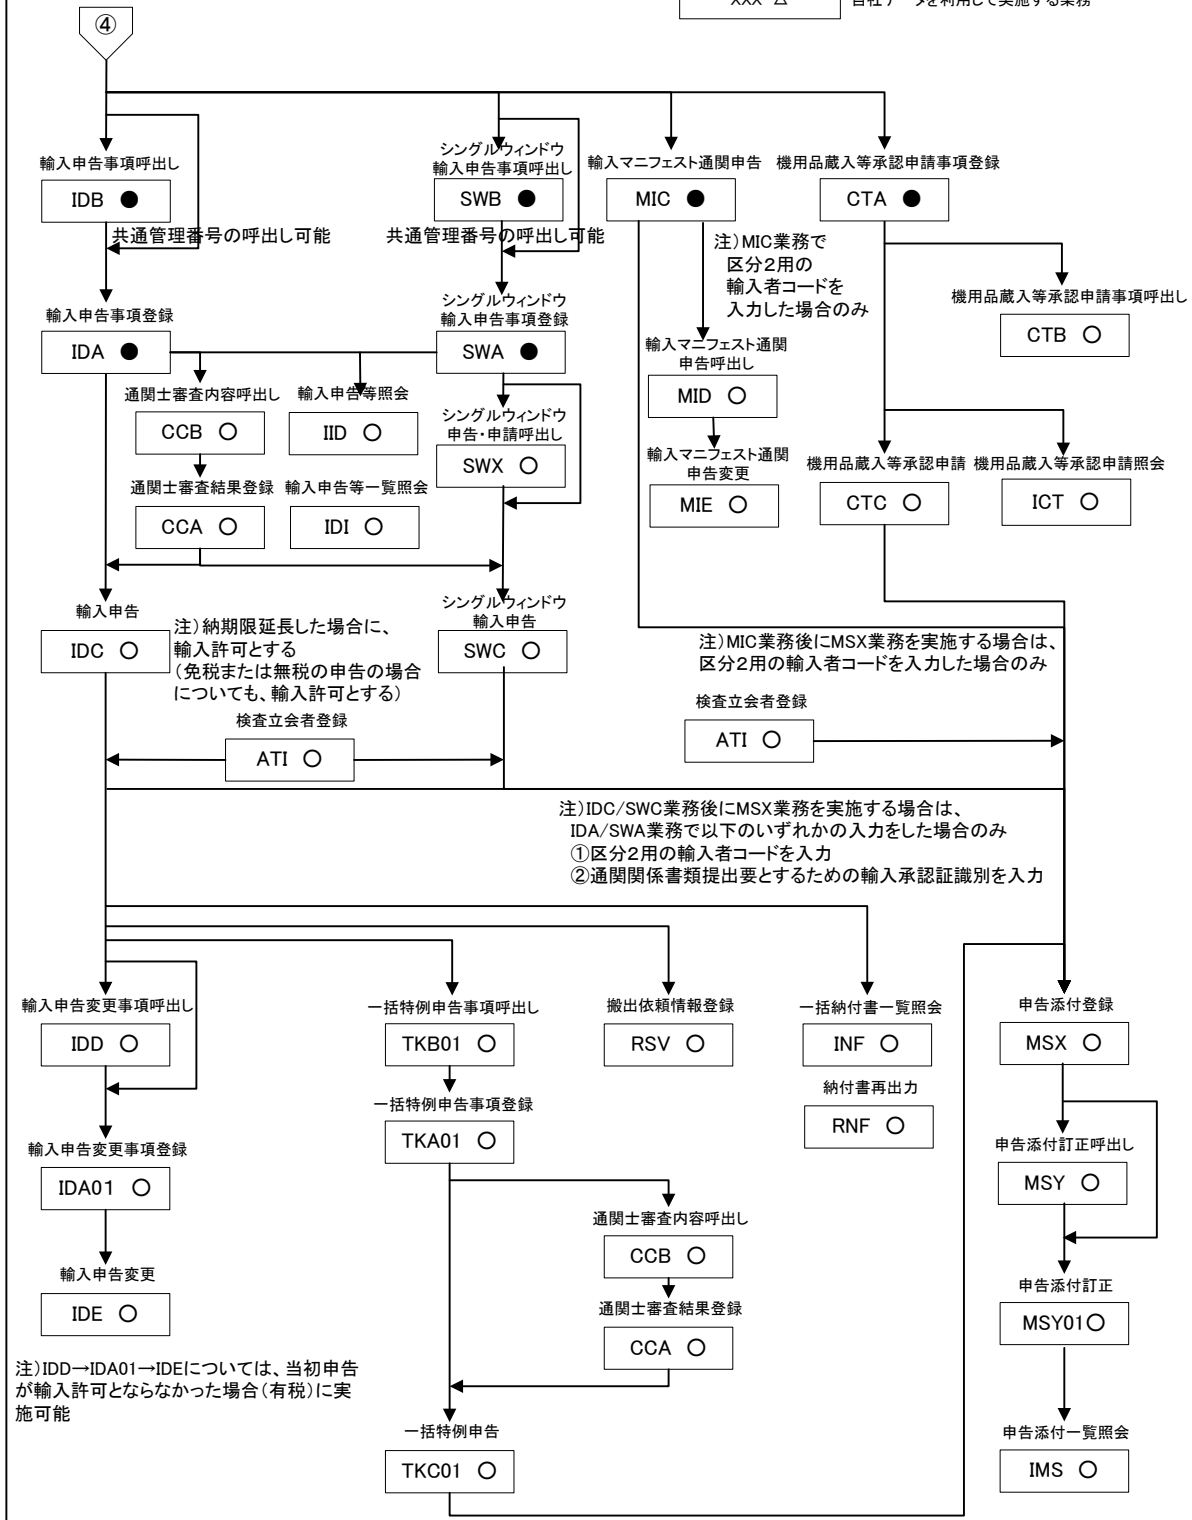 XXX △
自社データを利用して実施する業務
④
輸入申告事項呼出し
IDB ●
シングルウィンドウ
輸入申告事項呼出し
SWB ●
輸入マニフェスト通関申告
MIC ●
機用品蔵入等承認申請事項登録
CTA ●
共通管理番号の呼出し可能
共通管理番号の呼出し可能
注)MIC業務で
区分2用の
輸入者コードを
入力した場合のみ
機用品蔵入等承認申請事項呼出し
CTB ○
輸入申告事項登録
IDA ●
シングルウィンドウ
輸入申告事項登録
SWA ●
輸入マニフェスト通関
申告呼出し
MID ○
通関士審査内容呼出し
CCB ○
輸入申告等照会
IID ○
シングルウィンドウ
申告・申請呼出し
SWX ○
輸入マニフェスト通関
申告変更
MIE ○
機用品蔵入等承認申請
CTC ○
機用品蔵入等承認申請照会
ICT ○
通関士審査結果登録
CCA ○
輸入申告等一覧照会
IDI ○
輸入申告
IDC ○
注)納期限延長した場合に、
輸入許可とする
(免税または無税の申告の場合
についても、輸入許可とする)
シングルウィンドウ
輸入申告
SWC ○
注)MIC業務後にMSX業務を実施する場合は、
区分2用の輸入者コードを入力した場合のみ
検査立会者登録
ATI ○
検査立会者登録
ATI ○
注)IDC/SWC業務後にMSX業務を実施する場合は、
IDA/SWA業務で以下のいずれかの入力をした場合のみ
①区分2用の輸入者コードを入力
②通関関係書類提出要とするための輸入承認証識別を入力
輸入申告変更事項呼出し
IDD ○
一括特例申告事項呼出し
TKB01 ○
搬出依頼情報登録
RSV ○
一括納付書一覧照会
INF ○
申告添付登録
MSX ○
一括特例申告事項登録
TKA01 ○
納付書再出力
RNF ○
輸入申告変更事項登録
IDA01 ○
申告添付訂正呼出し
MSY ○
通関士審査内容呼出し
CCB ○
輸入申告変更
IDE ○
通関士審査結果登録
CCA ○
申告添付訂正
MSY01○
注)IDD→IDA01→IDEについては、当初申告
が輸入許可とならなかった場合(有税)に実
施可能
一括特例申告
TKC01 ○
申告添付一覧照会
IMS ○